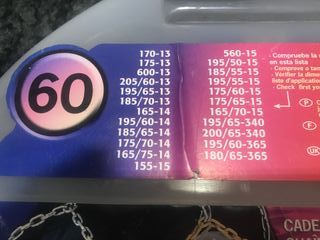 60
170-13
175-13
600-13
205/60-13
195/65-13
185/70-13
165-14
195/60-14
185/65-14
175/70-14
165/75-14
155-15
560-15
195/50-15
185/55-15
195/55-15
175/60-15
175/65-15
165/70-15
195/65-340
200/65-340
195/60-365
180/65-365
- Compruebe la
en esta lista
- Comprove o ta
- Vérifier la dime
liste d'application
- Check first yo
P
F
UK
CADE